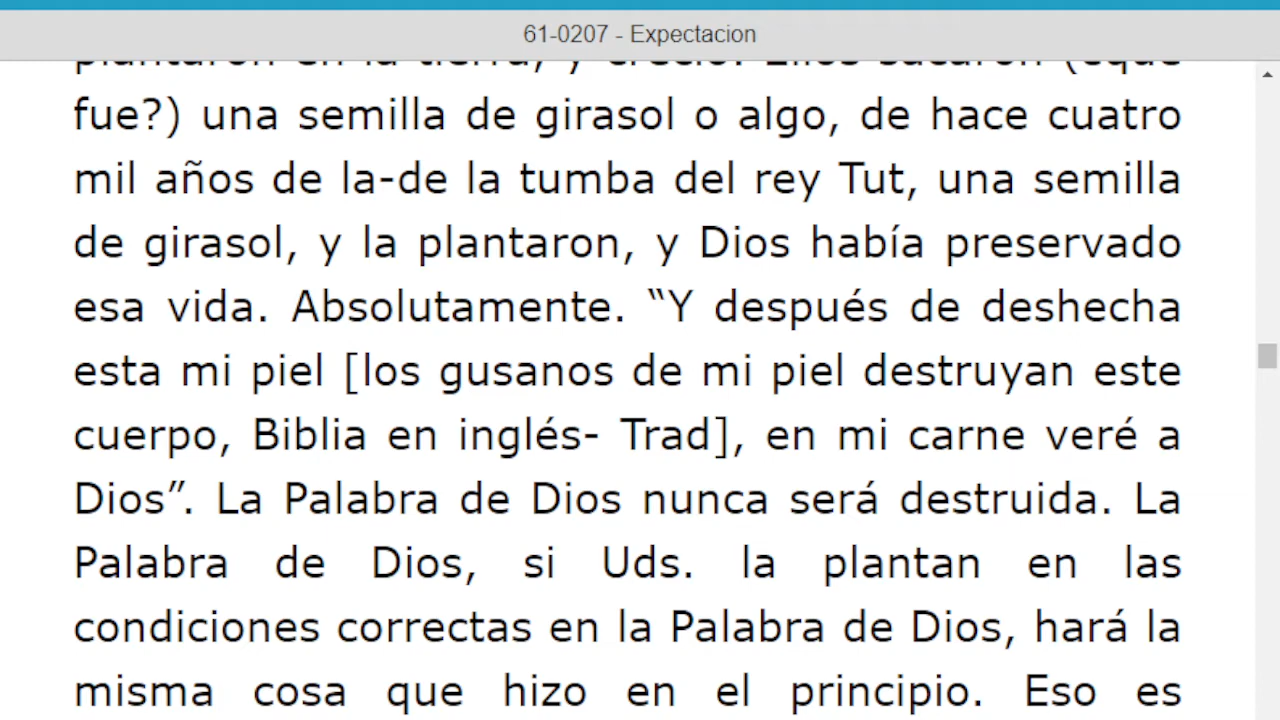 61-0207 - Expectacion
fue?) una semilla de girasol o algo, de hace cuatro
mil años de la-de la tumba del rey Tut, una semilla
de girasol, y la plantaron, y Dios había preservado
esa vida. Absolutamente. “Y después de deshecha
esta mi piel [los gusanos de mi piel destruyan este
cuerpo, Biblia en inglés- Trad], en mi carne veré a
Dios”. La Palabra de Dios nunca será destruida. La
Palabra de Dios, si Uds. la plantan en las
condiciones correctas en la Palabra de Dios, hará la
misma cosa que hizo en el principio. Eso es